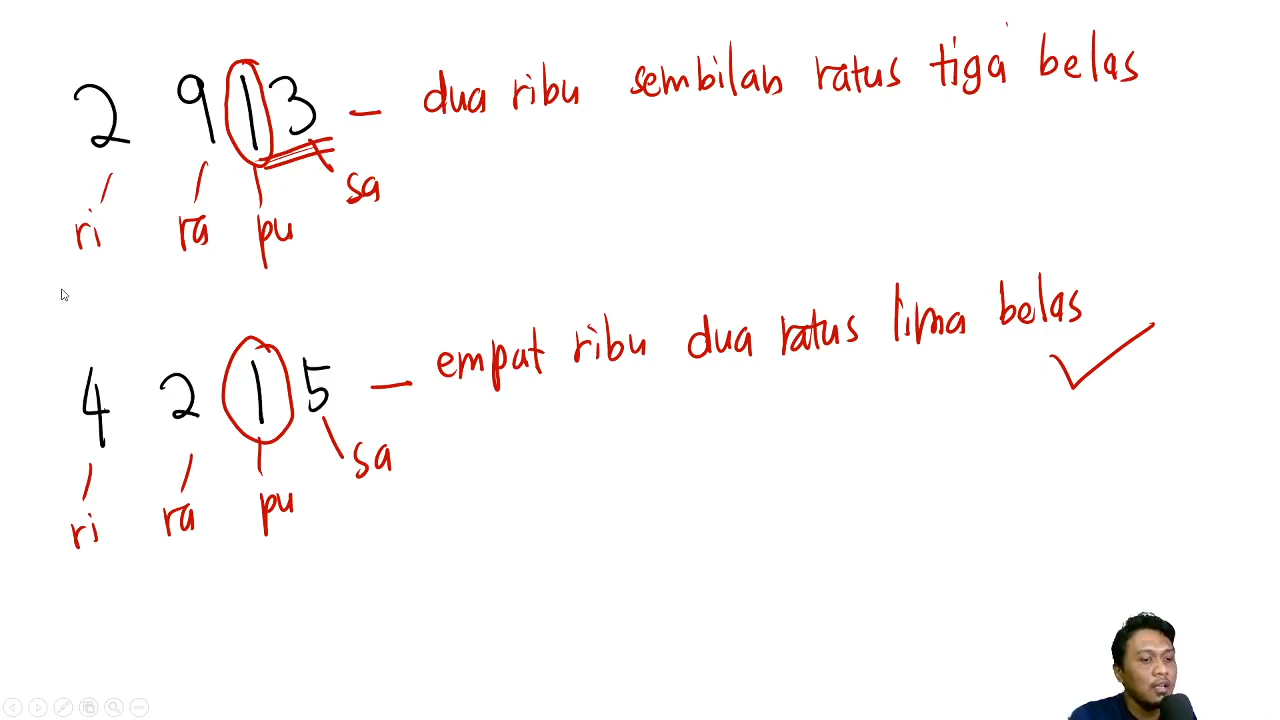 2 9 1 3 – dua ribu sembilan ratus tiga belas
ri ra pu sa
4 2 1 5 – empat ribu dua ratus lima belas
ri ra pu sa